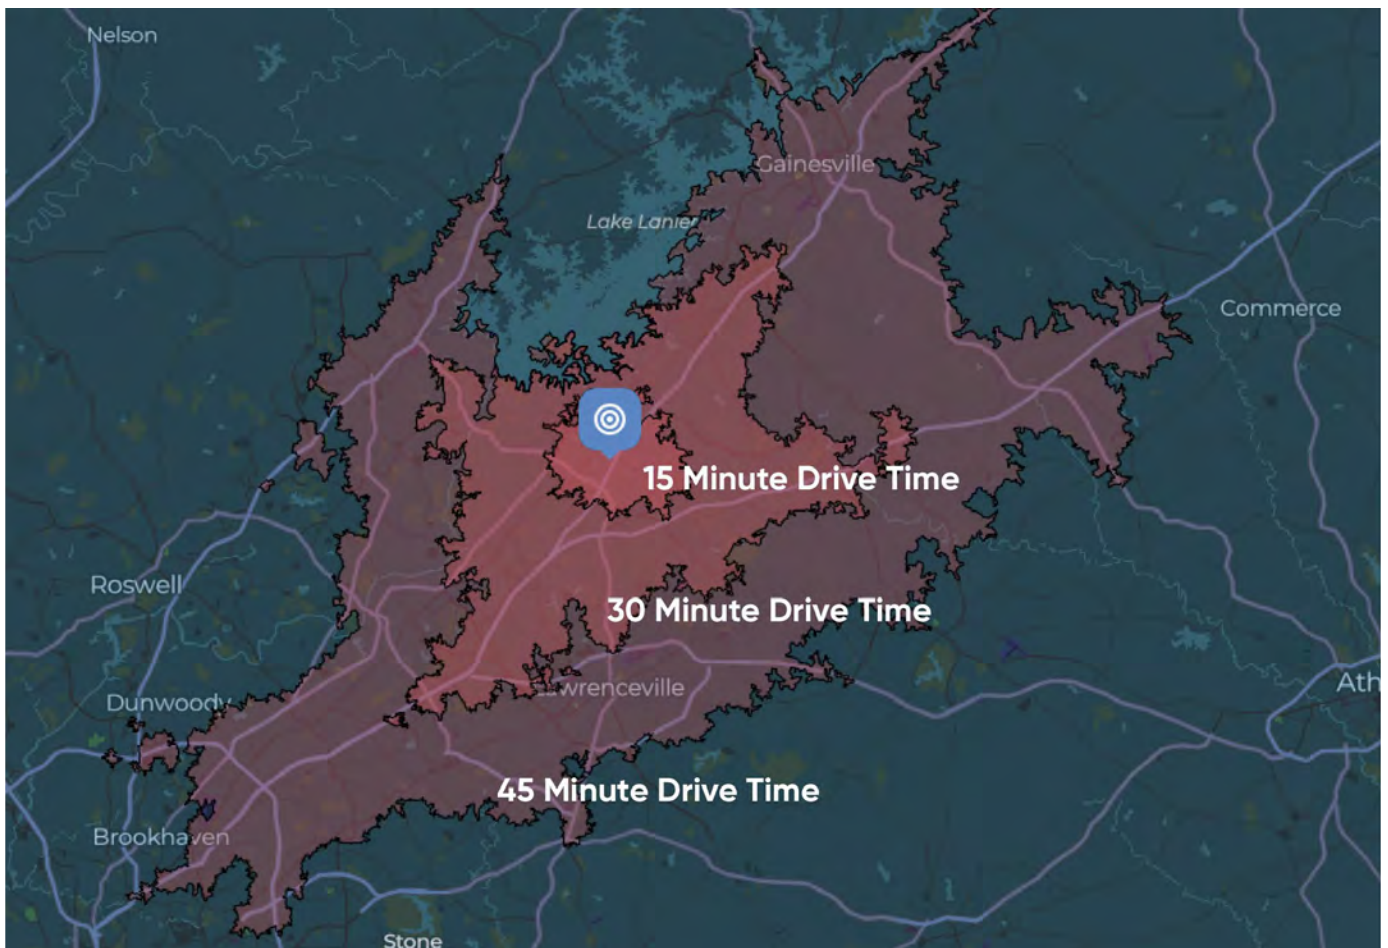 Nelson
Gainesville
Lake Lanier
Commerce
15 Minute Drive Time
Roswell
30 Minute Drive Time
Lawrenceville
Ath
Dunwoody
45 Minute Drive Time
Brookhaven
Stone